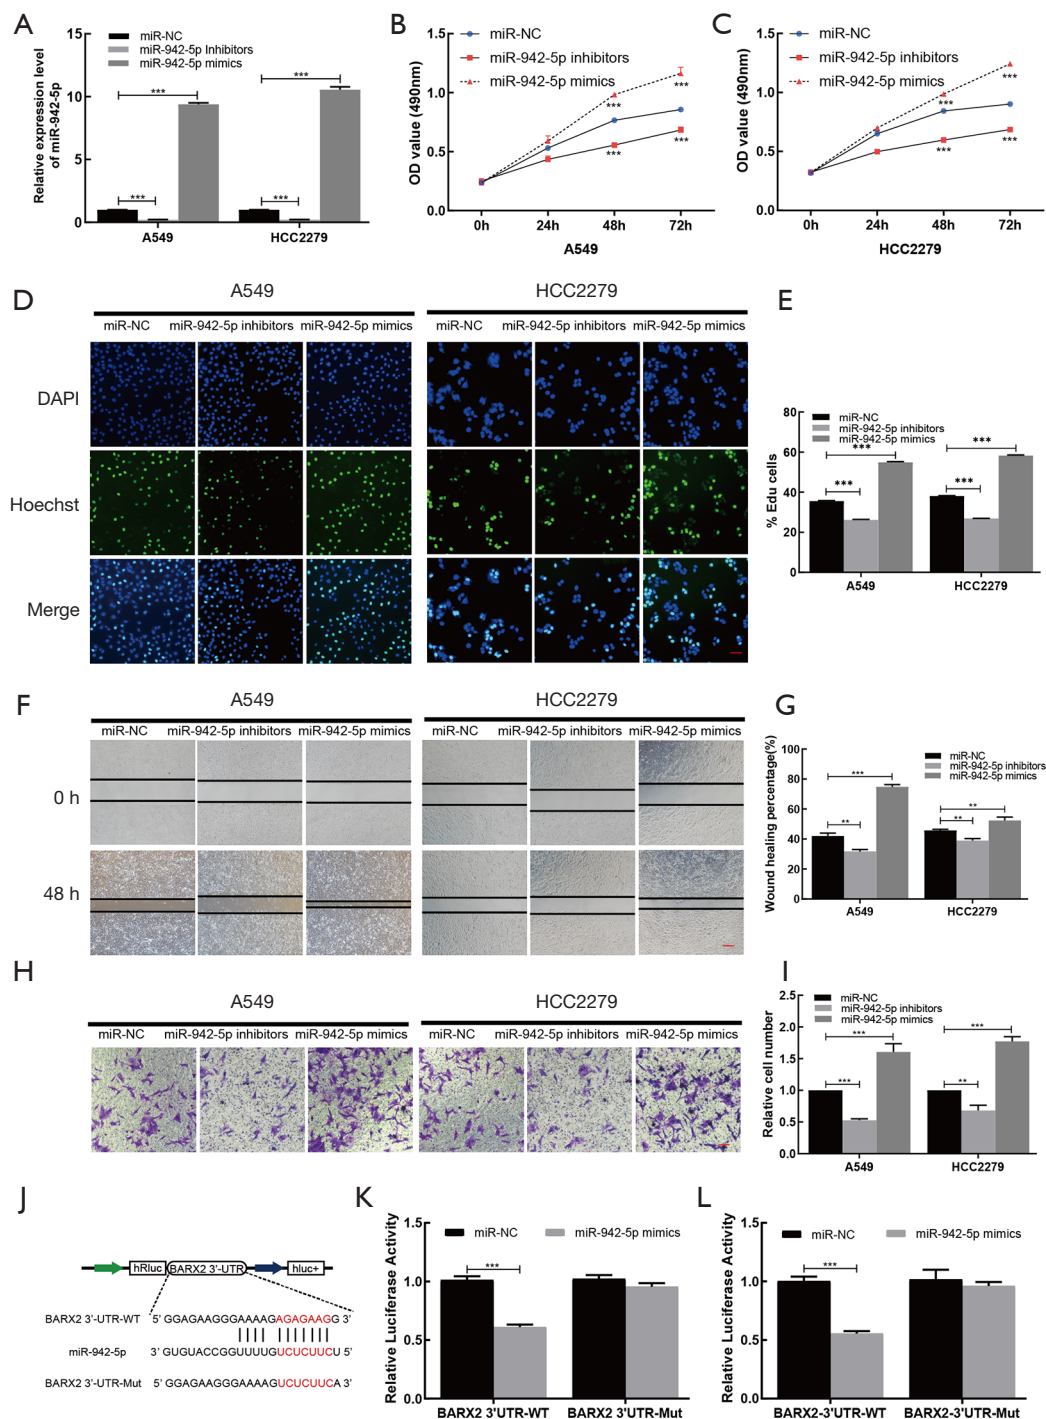 A
miR-NC
miR-942-5p Inhibitors
miR-942-5p mimics
Relative expression level
of miR-942-5p
15
10
5
0
***
***
***
***
A549
HCC2279
B
miR-NC
miR-942-5p inhibitors
miR-942-5p mimics
OD value (490nm)
1.5
1.0
0.5
0.0
***
***
***
***
0h 24h 48h 72h
A549
C
miR-NC
miR-942-5p inhibitors
miR-942-5p mimics
OD value (490nm)
1.5
1.0
0.5
0.0
***
***
***
***
0h 24h 48h 72h
HCC2279
D
A549
HCC2279
miR-NC miR-942-5p inhibitors miR-942-5p mimics
miR-NC miR-942-5p inhibitors miR-942-5p mimics
DAPI
Hoechst
Merge
E
miR-NC
miR-942-5p inhibitors
miR-942-5p mimics
% Edu cells
80
60
40
20
0
***
***
***
***
A549
HCC2279
F
A549
HCC2279
miR-NC miR-942-5p inhibitors miR-942-5p mimics
miR-NC miR-942-5p inhibitors miR-942-5p mimics
0 h
48 h
G
miR-NC
miR-942-5p inhibitors
miR-942-5p mimics
Wound healing percentage(%)
100
80
60
40
20
0
***
**
**
**
A549
HCC2279
H
A549
HCC2279
miR-NC miR-942-5p inhibitors miR-942-5p mimics
miR-NC miR-942-5p inhibitors miR-942-5p mimics
I
miR-NC
miR-942-5p inhibitors
miR-942-5p mimics
Relative cell number
2.5
2.0
1.5
1.0
0.5
0.0
***
***
***
**
A549
HCC2279
J
hRluc BARX2 3'-UTR hluc+
BARX2 3'-UTR-WT 5' GGAGAAGGGAAAAGAGAGAAGG 3'
miR-942-5p 3' GUGUACCGGUUUUGUCUCUUCU 5'
BARX2 3'-UTR-Mut 5' GGAGAAGGGAAAAGUCUCUUCA 3'
K
miR-NC
miR-942-5p mimics
Relative Luciferase Activity
1.5
1.0
0.5
0.0
***
BARX2 3'UTR-WT
BARX2 3'UTR-Mut
L
miR-NC
miR-942-5p mimics
Relative Luciferase Activity
1.5
1.0
0.5
0.0
***
BARX2-3'UTR-WT
BARX2-3'UTR-Mut